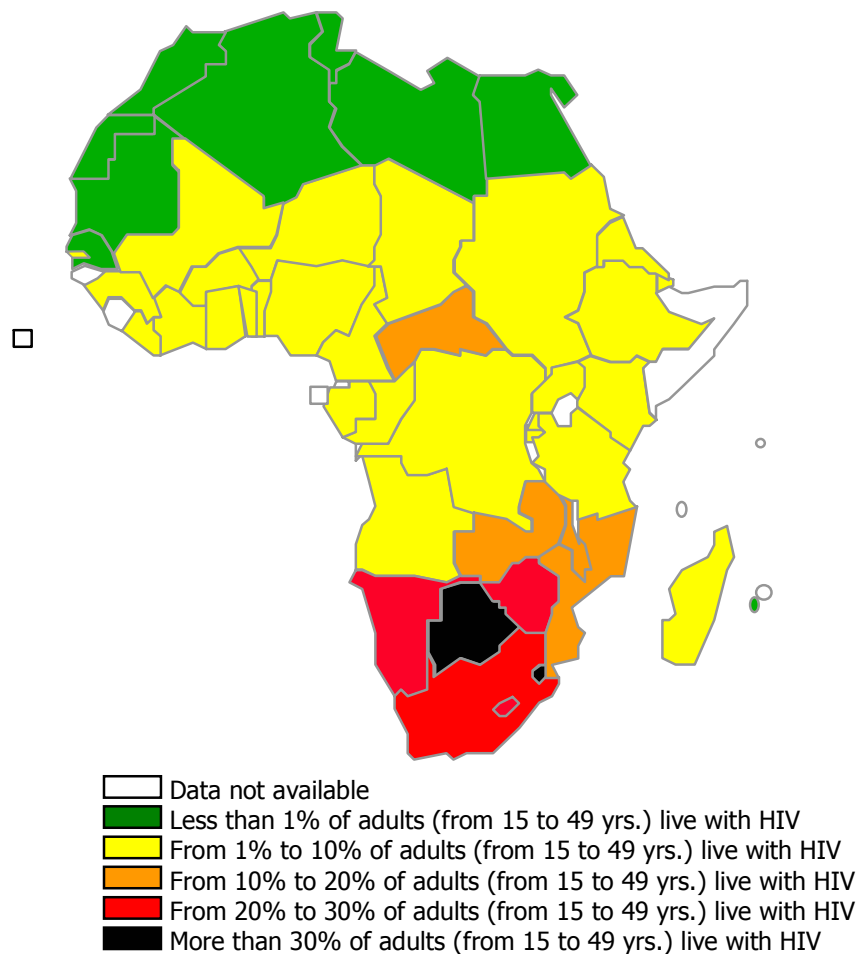 Data not available
Less than 1% of adults (from 15 to 49 yrs.) live with HIV
From 1% to 10% of adults (from 15 to 49 yrs.) live with HIV
From 10% to 20% of adults (from 15 to 49 yrs.) live with HIV
From 20% to 30% of adults (from 15 to 49 yrs.) live with HIV
More than 30% of adults (from 15 to 49 yrs.) live with HIV